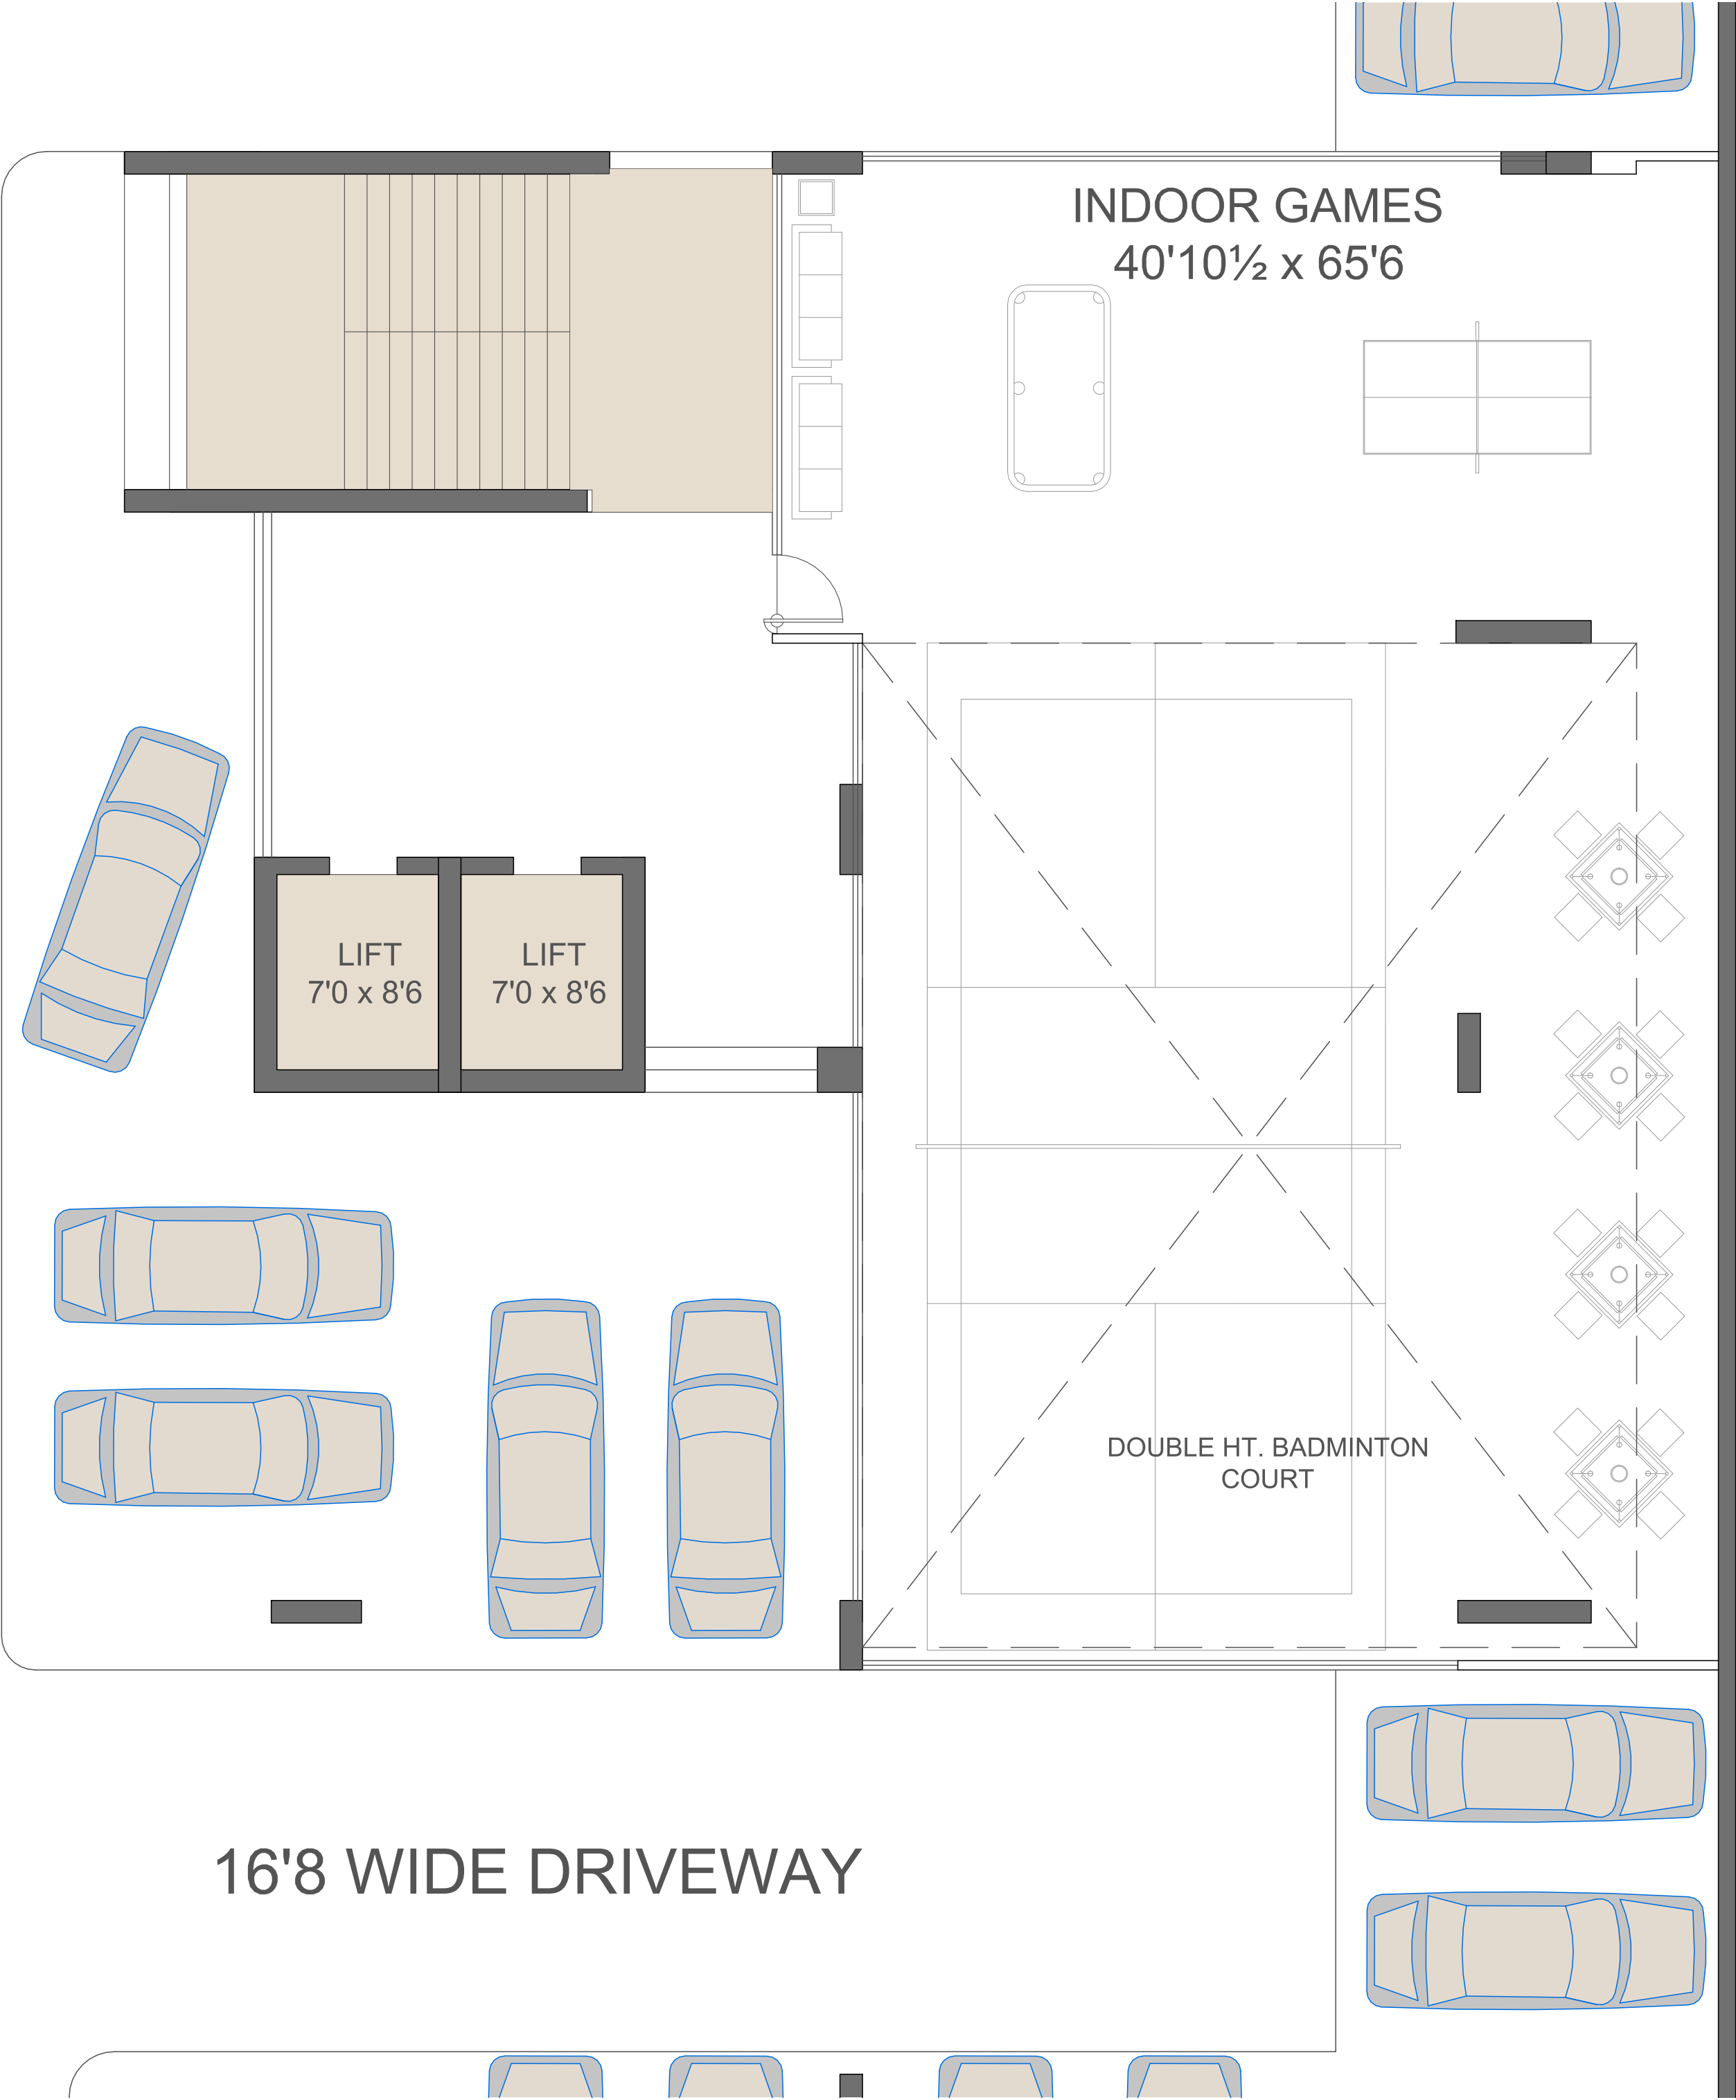 INDOOR GAMES
40'10½ x 65'6
LIFT
7'0 x 8'6
LIFT
7'0 x 8'6
DOUBLE HT. BADMINTON
COURT
16'8 WIDE DRIVEWAY